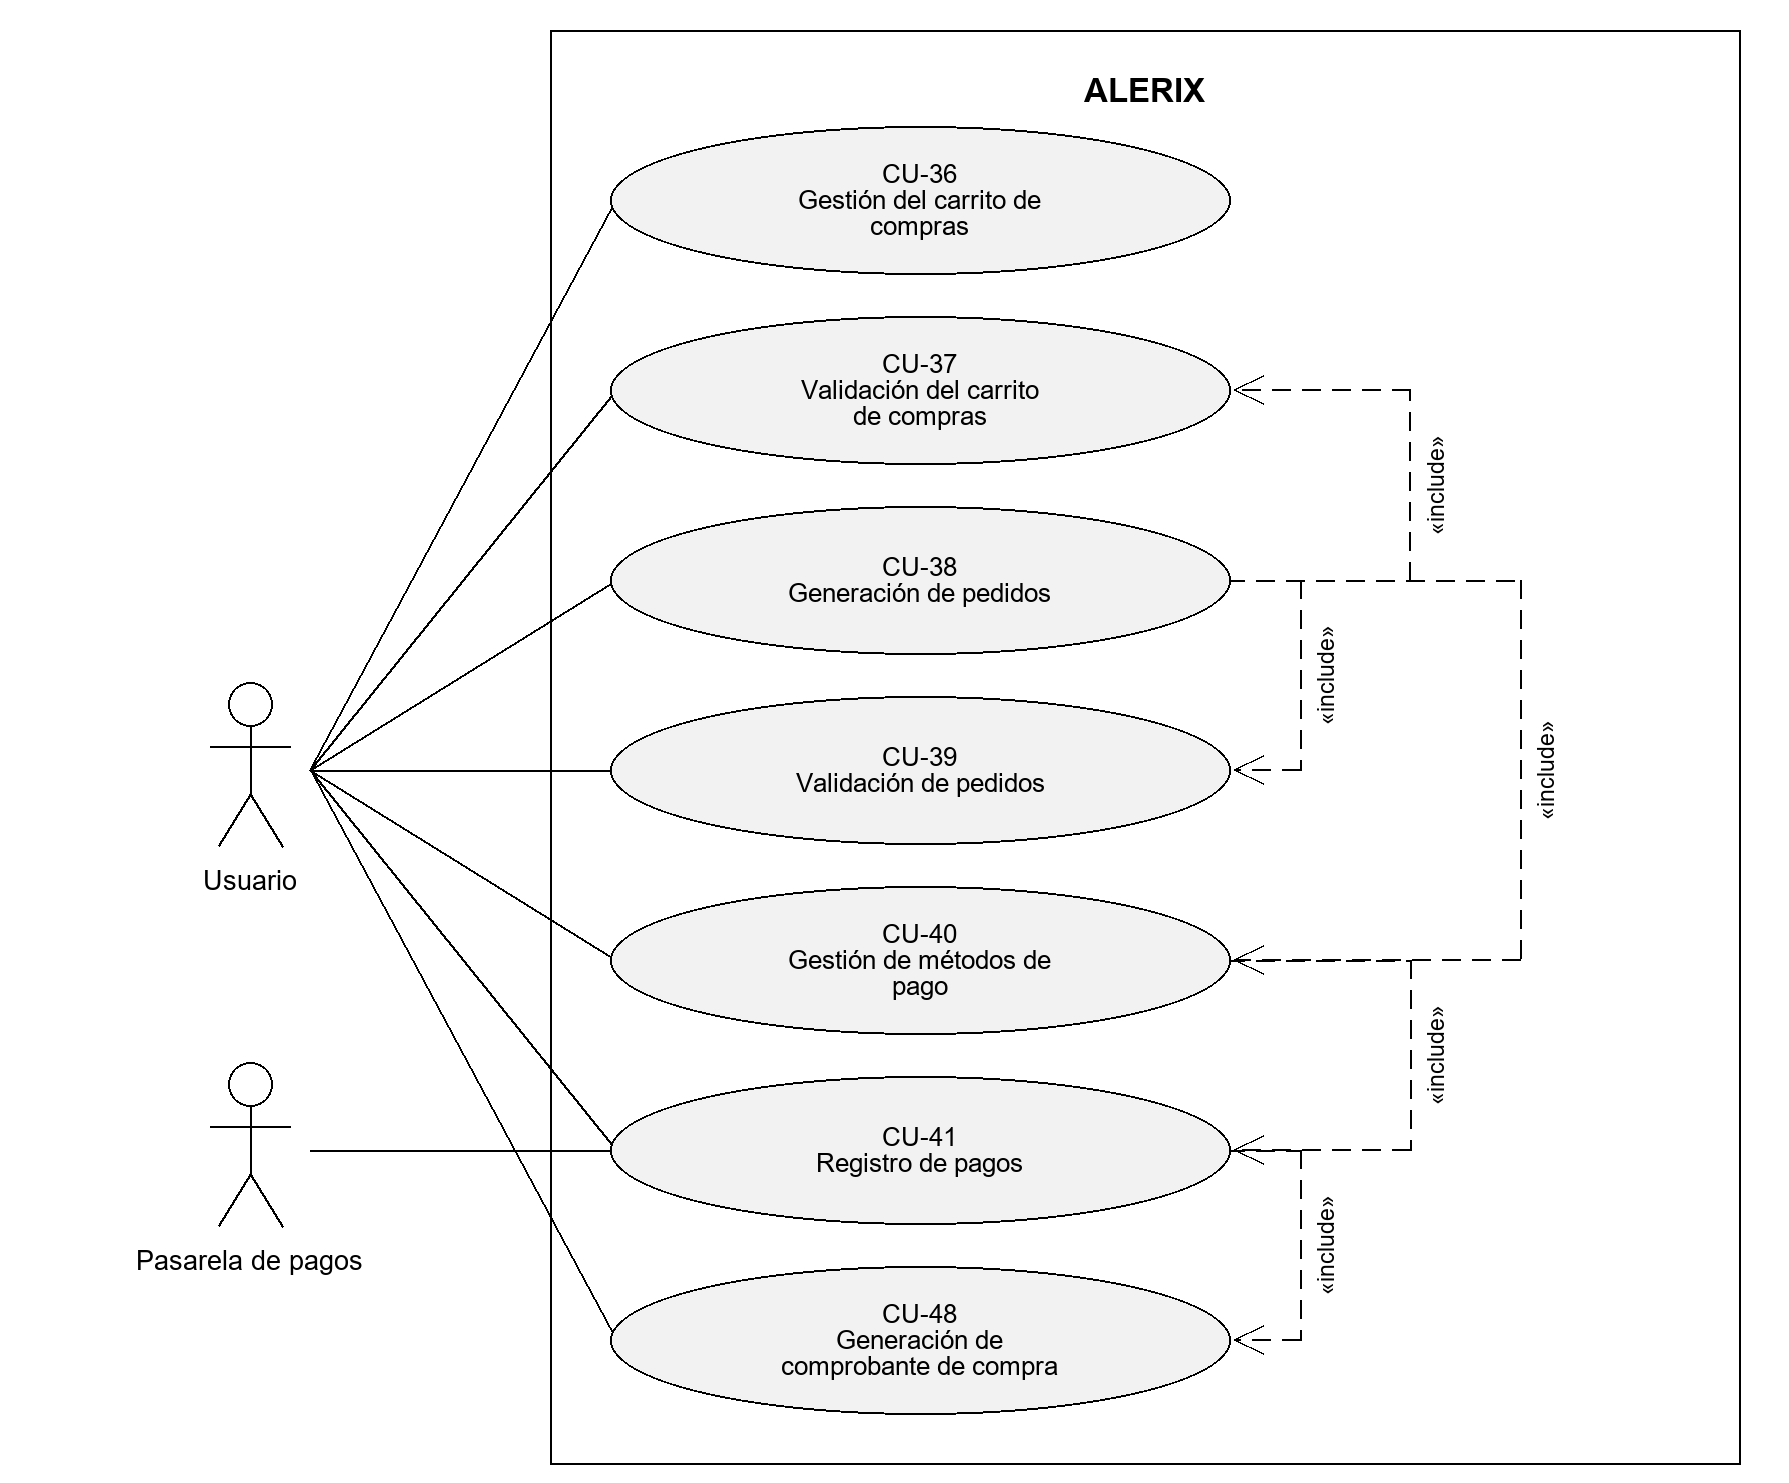 ALERIX
CU-36
Gestión del carrito de
compras
CU-37
Validación del carrito
de compras
«include»
CU-38
Generación de pedidos
«include»
CU-39
Validación de pedidos
«include»
Usuario
CU-40
Gestión de métodos de
pago
«include»
CU-41
Registro de pagos
Pasarela de pagos
«include»
CU-48
Generación de
comprobante de compra